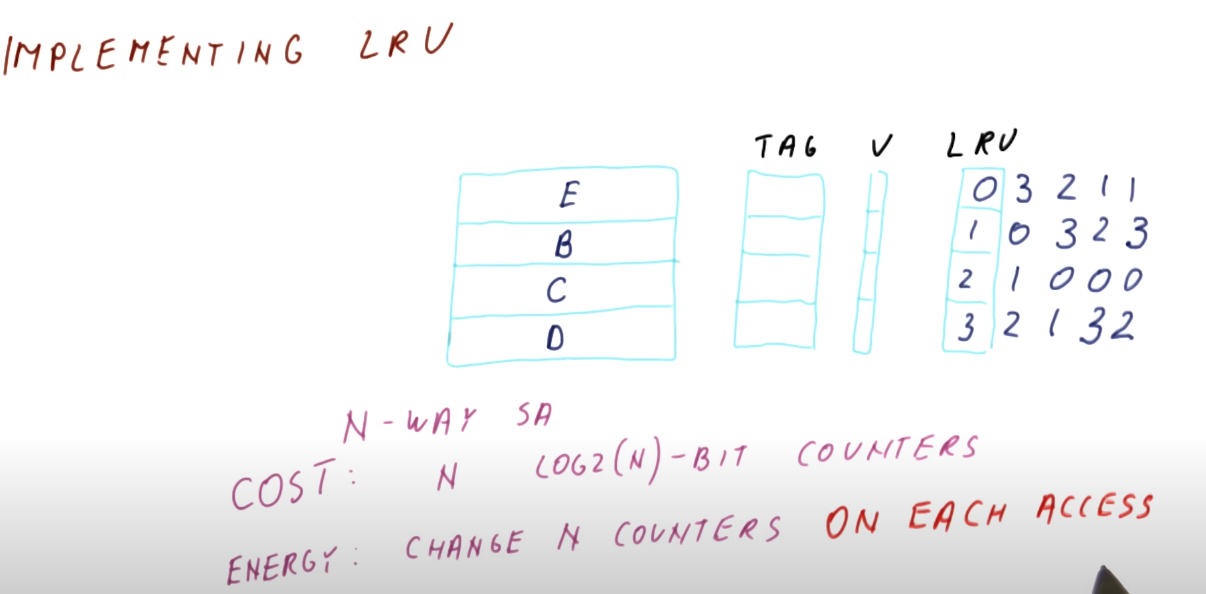 IMPLEMENTING LRU
TAG V LRU
E 0 3 2 1 1
B 1 0 3 2 3
C 2 1 0 0 0
D 3 2 1 3 2
N-WAY SA
COST: N LOG2(N)-BIT COUNTERS
ENERGY: CHANGE N COUNTERS ON EACH ACCESS